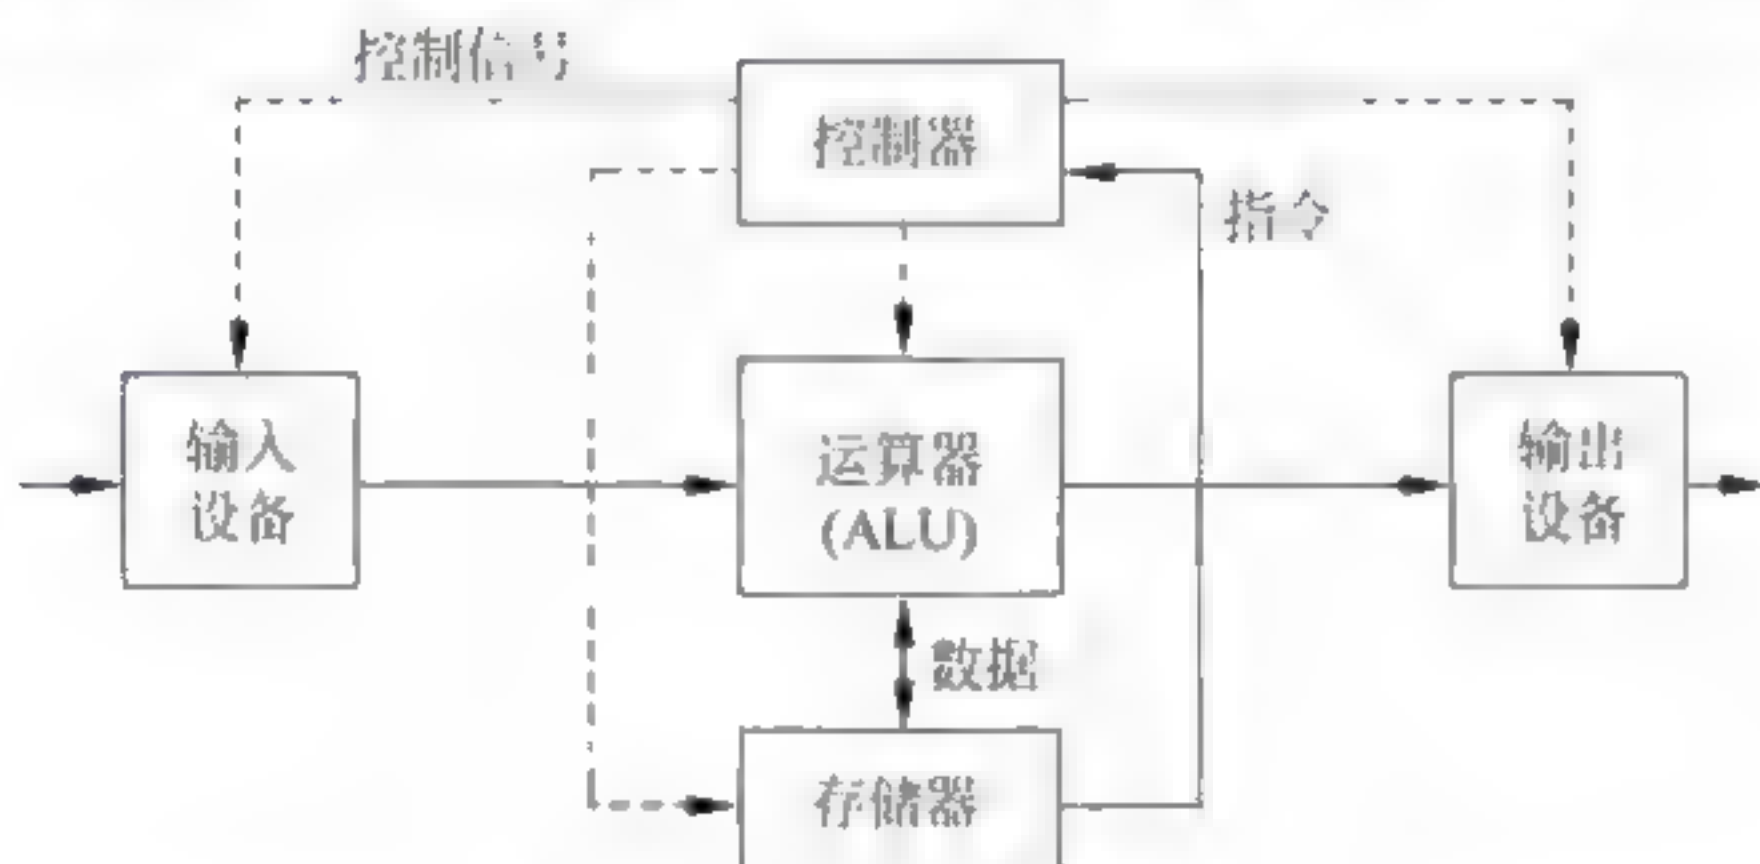 控制信号
控制器
指令
输入
设备
运算器
(ALU)
输出
设备
数据
存储器